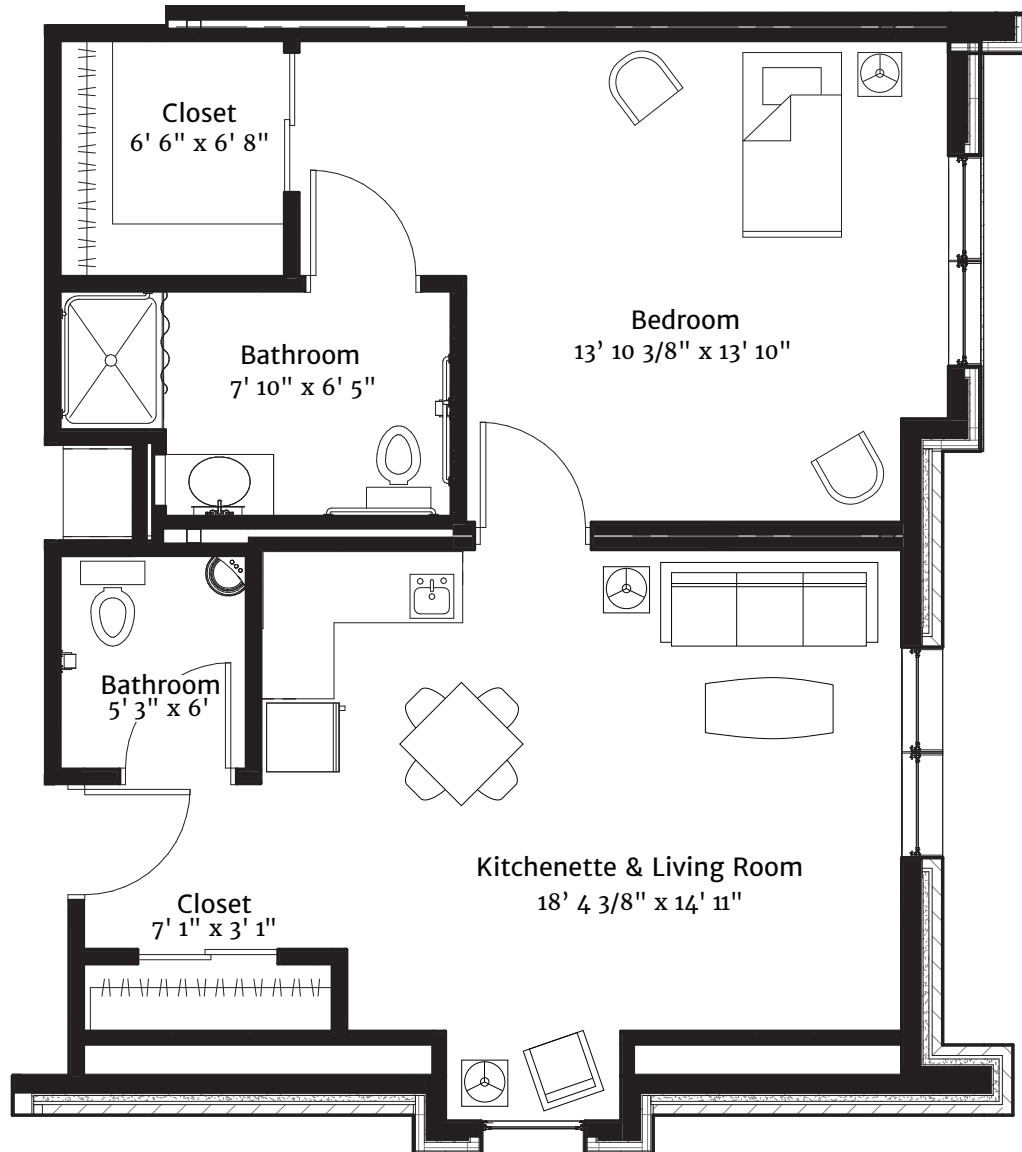 Closet
6' 6" x 6' 8"
Bedroom
13’ 10 3/8" x 13' 10"
Bathroom
7' 10" x 6' 5"
Bathroom
5' 3" x 6'
Kitchenette & Living Room
18’ 4 3/8" x 14' 11"
Closet
7' 1" x 3' 1"